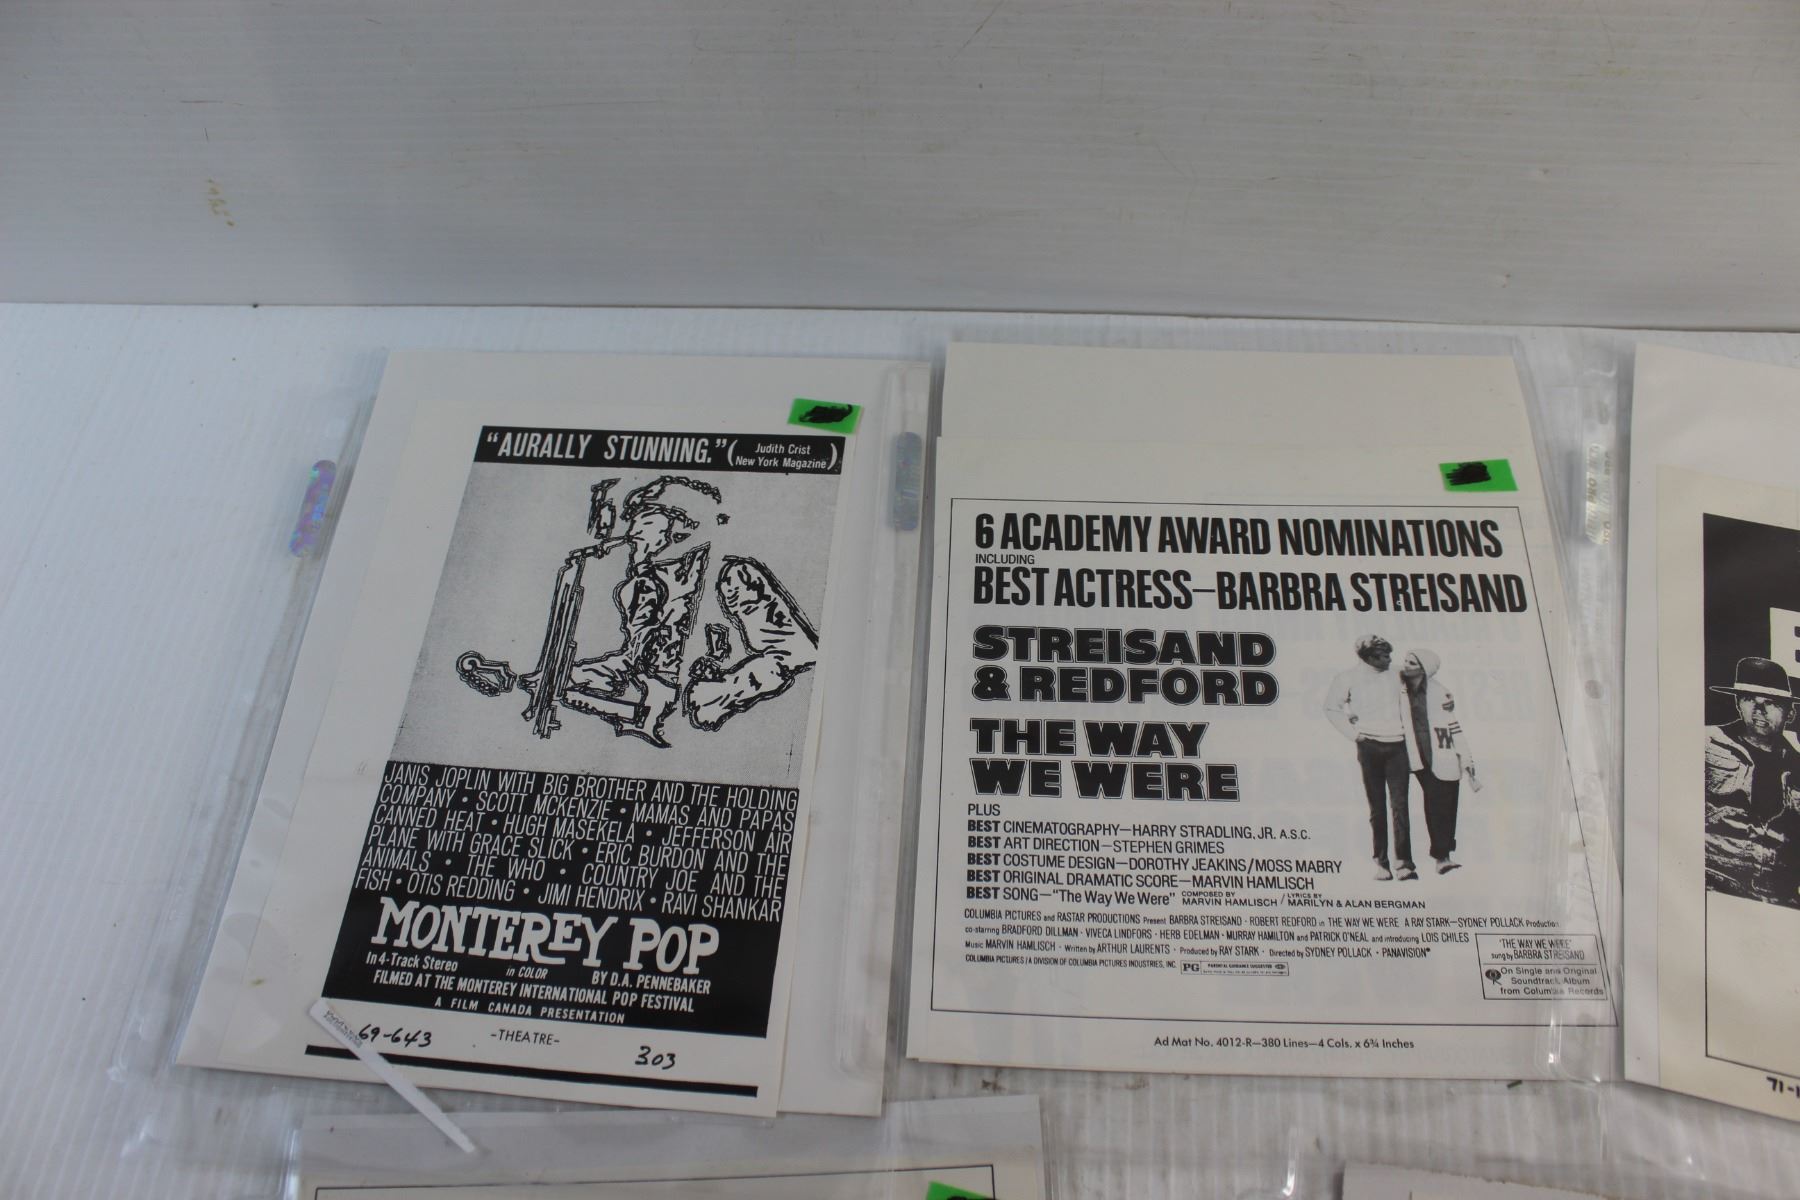 "AURALLY STUNNING." (Judith Crist
New York Magazine)
JANIS JOPLIN WITH BIG BROTHER AND THE HOLDING
COMPANY • SCOTT MCKENZIE • MAMAS AND PAPAS
CANNED HEAT • HUGH MASEKELA • JEFFERSON AIR
PLANE WITH GRACE SLICK • ERIC BURDON AND THE
ANIMALS • THE WHO • COUNTRY JOE AND THE
FISH • OTIS REDDING • JIMI HENDRIX • RAVI SHANKAR
MONTEREY POP
In 4-Track Stereo in COLOR BY D.A. PENNEBAKER
FILMED AT THE MONTEREY INTERNATIONAL POP FESTIVAL
A FILM CANADA PRESENTATION
69-643 -THEATRE- 303
6 ACADEMY AWARD NOMINATIONS
INCLUDING
BEST ACTRESS—BARBRA STREISAND
STREISAND
& REDFORD
THE WAY
WE WERE
PLUS
BEST CINEMATOGRAPHY—HARRY STRADLING, JR. A.S.C.
BEST ART DIRECTION—STEPHEN GRIMES
BEST COSTUME DESIGN—DOROTHY JEAKINS/MOSS MABRY
BEST ORIGINAL DRAMATIC SCORE—MARVIN HAMLISCH
BEST SONG—"The Way We Were" COMPOSED BY MARVIN HAMLISCH / LYRICS BY MARILYN & ALAN BERGMAN
COLUMBIA PICTURES and RASTAR PRODUCTIONS Present BARBRA STREISAND • ROBERT REDFORD in THE WAY WE WERE A RAY STARK—SYDNEY POLLACK Production
co-starring BRADFORD DILLMAN • VIVECA LINDFORS • HERB EDELMAN • MURRAY HAMILTON and PATRICK O'NEAL and introducing LOIS CHILES
Music MARVIN HAMLISCH • Written by ARTHUR LAURENTS • Produced by RAY STARK • Directed by SYDNEY POLLACK • PANAVISION®
COLUMBIA PICTURES / A DIVISION OF COLUMBIA PICTURES INDUSTRIES, INC. PG PARENTAL GUIDANCE SUGGESTED
'THE WAY WE WERE'
sung by BARBRA STREISAND
On Single and Original
Soundtrack Album
from Columbia Records
Ad Mat No. 4012-R—380 Lines—4 Cols. x 6¾ Inches
71-